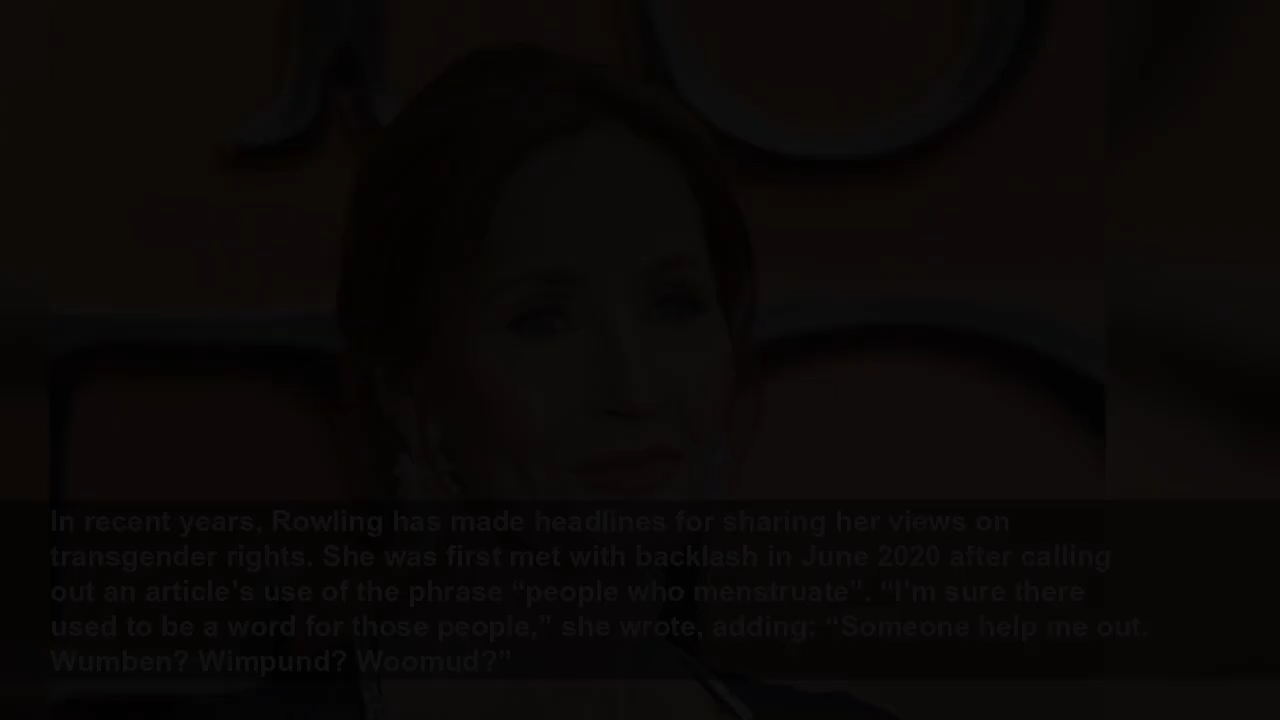 In recent years, Rowling has made headlines for sharing her views on
transgender rights. She was first met with backlash in June 2020 after calling
out an article's use of the phrase “people who menstruate”. “I'm sure there
used to be a word for those people,” she wrote, adding: “Someone help me out.
Wumben? Wimpund? Woomud?”